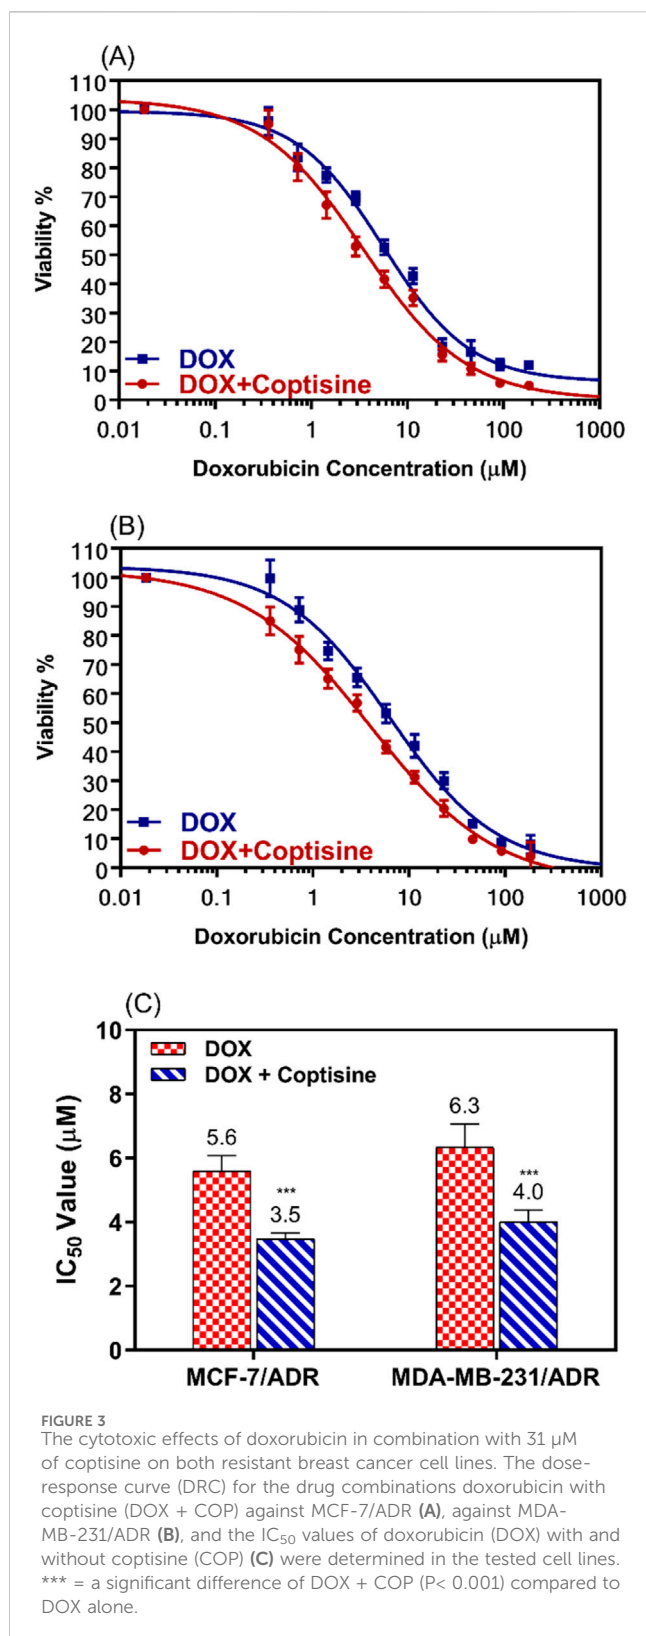 (A)
110
100
90
80
70
60
50
40
30
20
10
0
Viability %
DOX
DOX+Coptisine
0.01 0.1 1 10 100 1000
Doxorubicin Concentration (μM)
(B)
110
100
90
80
70
60
50
40
30
20
10
0
Viability %
DOX
DOX+Coptisine
0.01 0.1 1 10 100 1000
Doxorubicin Concentration (μM)
(C)
10
8
6
4
2
0
IC50 Value (μM)
DOX
DOX + Coptisine
5.6
***
3.5
6.3
***
4.0
MCF-7/ADR MDA-MB-231/ADR
FIGURE 3
The cytotoxic effects of doxorubicin in combination with 31 μM
of coptisine on both resistant breast cancer cell lines. The dose-
response curve (DRC) for the drug combinations doxorubicin with
coptisine (DOX + COP) against MCF-7/ADR (A), against MDA-
MB-231/ADR (B), and the IC50 values of doxorubicin (DOX) with and
without coptisine (COP) (C) were determined in the tested cell lines.
*** = a significant difference of DOX + COP (P< 0.001) compared to
DOX alone.